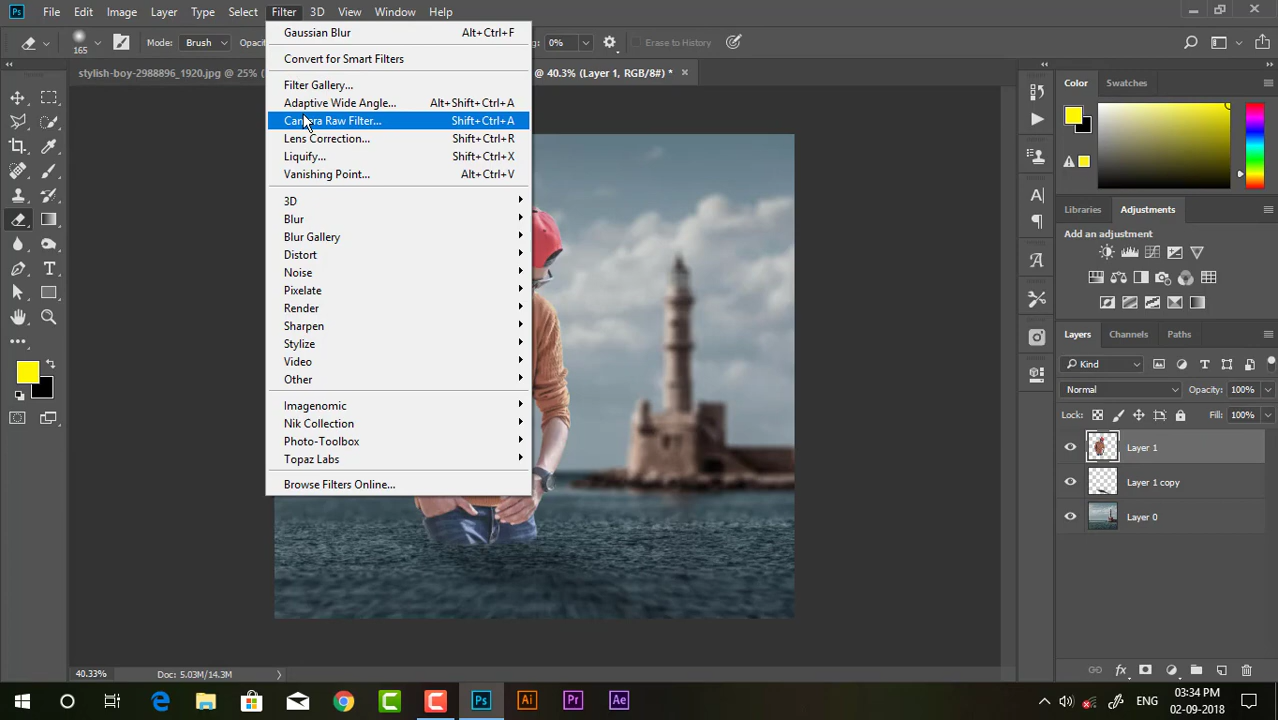 Ps File Edit Image Layer Type Select Filter 3D View Window Help
165 Mode: Brush 0% Erase to History
stylish-boy-2988896_1920.jpg @ 25% ( @ 40.3% (Layer 1, RGB/8#) * ×
Gaussian Blur Alt+Ctrl+F
Convert for Smart Filters
Filter Gallery...
Adaptive Wide Angle... Alt+Shift+Ctrl+A
Camera Raw Filter... Shift+Ctrl+A
Lens Correction... Shift+Ctrl+R
Liquify... Shift+Ctrl+X
Vanishing Point... Alt+Ctrl+V
3D
Blur
Blur Gallery
Distort
Noise
Pixelate
Render
Sharpen
Stylize
Video
Other
Imagenomic
Nik Collection
Photo-Toolbox
Topaz Labs
Browse Filters Online...
Color Swatches
Libraries Adjustments
Add an adjustment
Layers Channels Paths
Kind
Normal Opacity: 100%
Lock: Fill: 100%
Layer 1
Layer 1 copy
Layer 0
40.33% Doc: 5.03M/14.3M
Ps Ai Pr Ae ENG 03:34 PM
02-09-2018